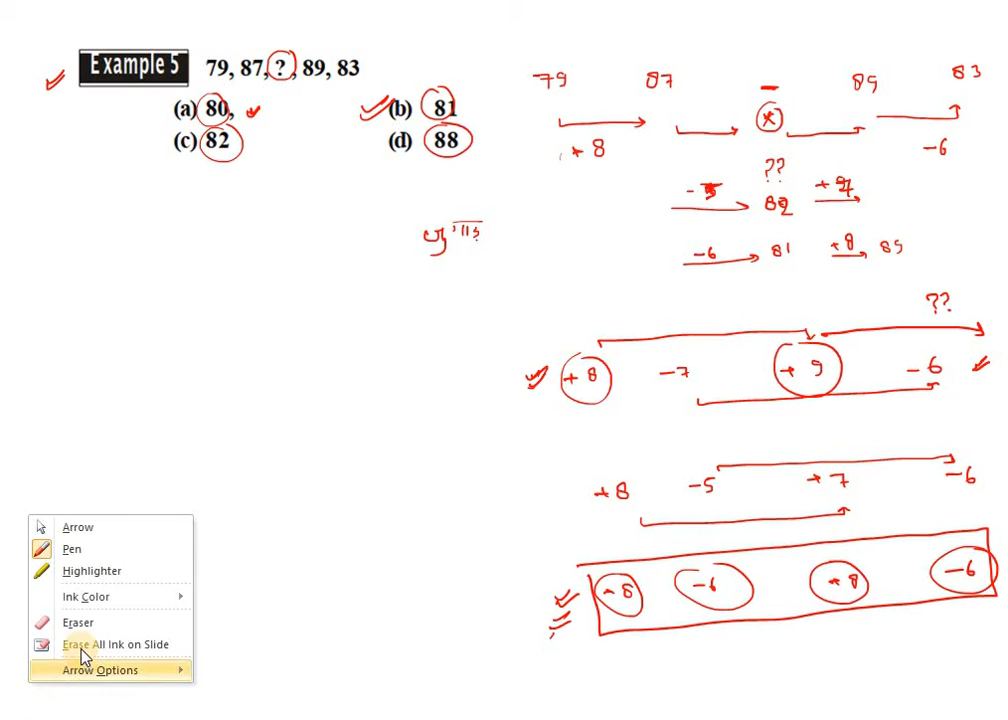 Example 5 79, 87, ?, 89, 83
(a) 80, (b) 81
(c) 82 (d) 88
79 87 89 83
+ 8
- 6
??
82
- 6 81 + 8 89
??
+ 8 - 7 + 9 - 6
+ 8 - 5 + 7 - 6
+ 8 - 6 + 8 - 6
Arrow
Pen
Highlighter
Ink Color
Eraser
Erase All Ink on Slide
Arrow Options